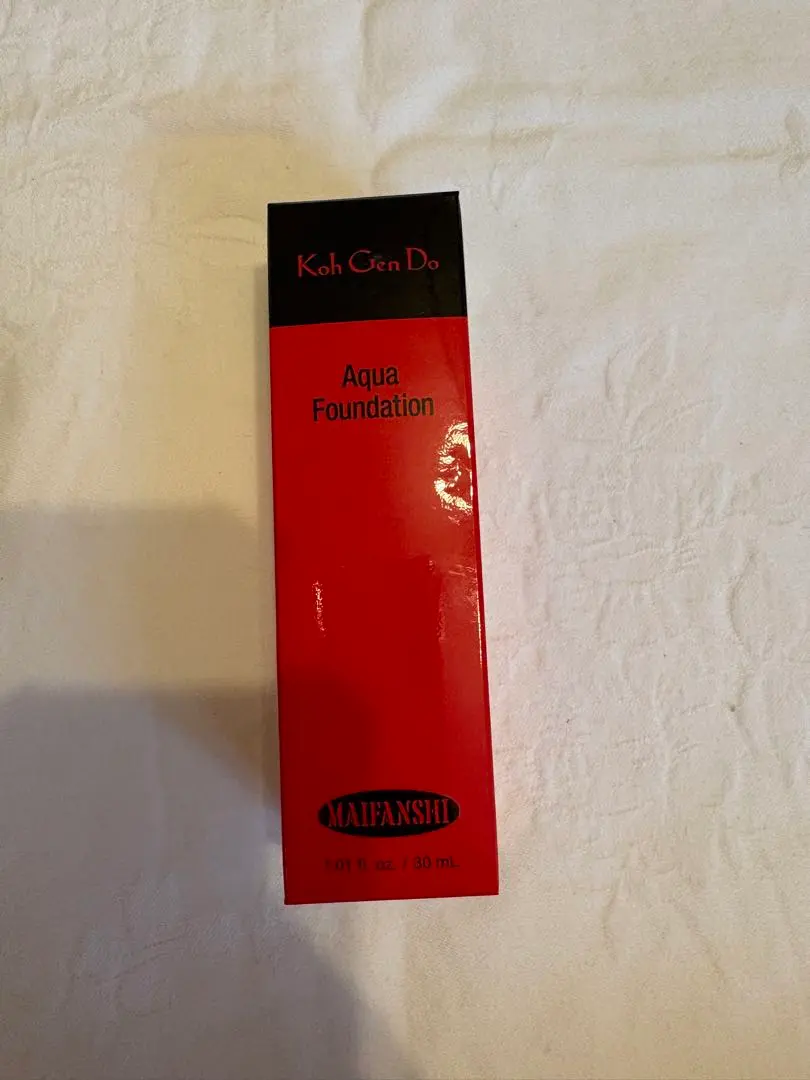 Koh Gen Do
Aqua
Foundation
MAIFANSHI
1.01 fl. oz. / 30 mL